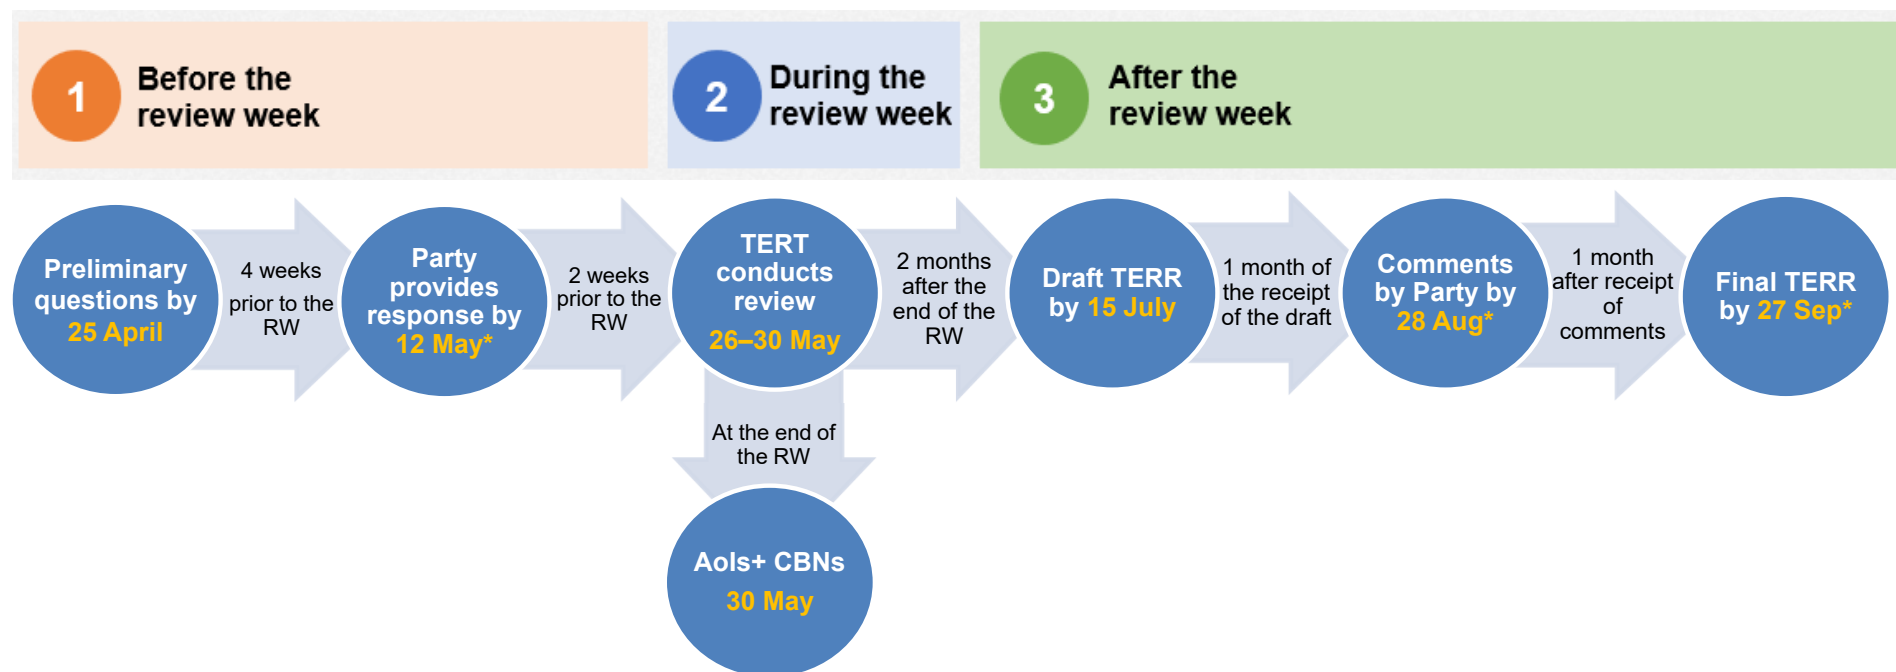 1
Before the
review week
2
During the
review week
3
After the
review week
Preliminary
questions by
25 April
4 weeks
prior to the
RW
Party
provides
response by
12 May*
2 weeks
prior to the
RW
TERT
conducts
review
26–30 May
2 months
after the
end of the
RW
Draft TERR
by 15 July
1 month of
the receipt
of the draft
Comments
by Party by
28 Aug*
1 month
after receipt
of
comments
Final TERR
by 27 Sep*
At the end of
the RW
AoIs+ CBNs
30 May